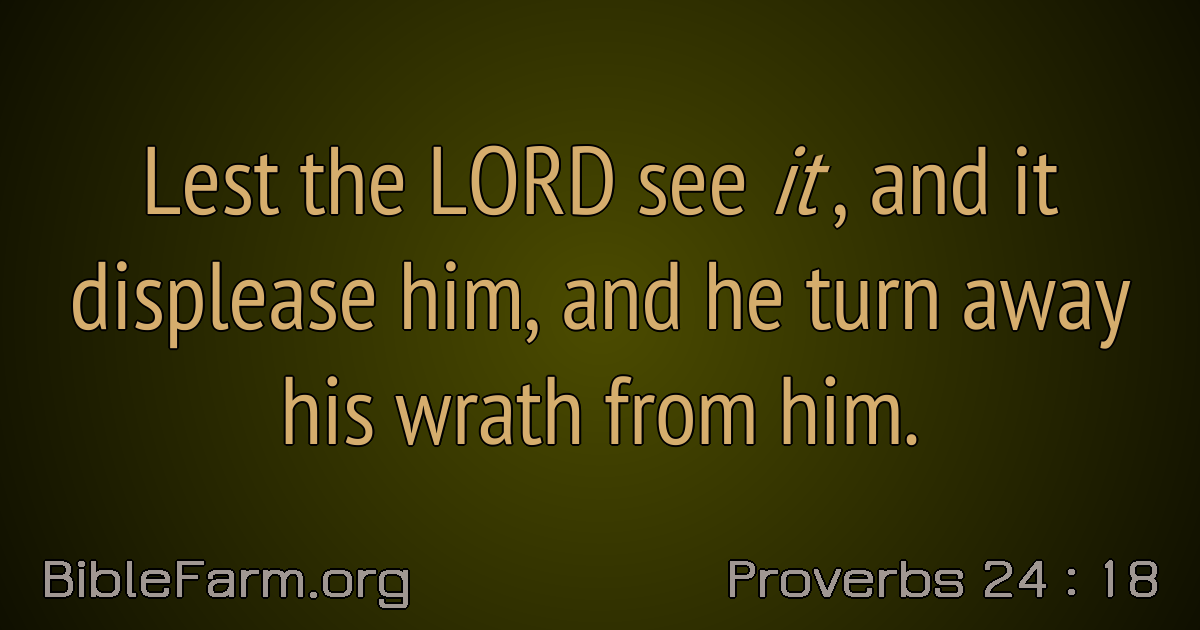 Lest the LORD see it, and it
displease him, and he turn away
his wrath from him.
BibleFarm.org
Proverbs 24 : 18